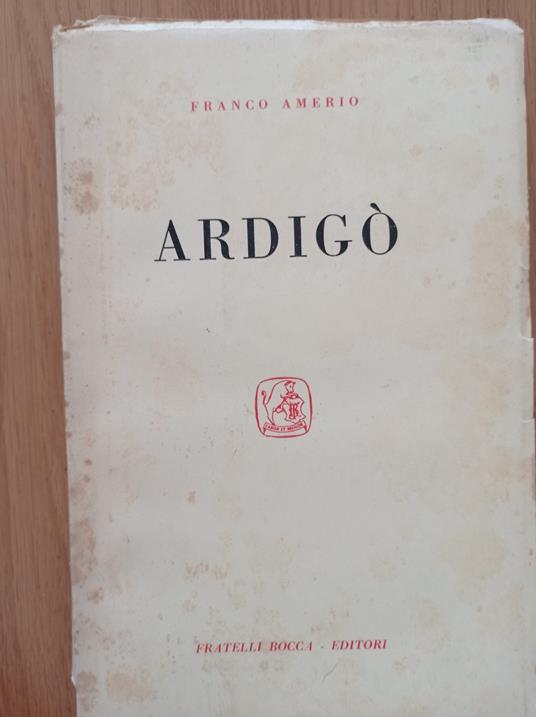 FRANCO AMERIO
ARDIGÒ
FRATELLI BOCCA - EDITORI